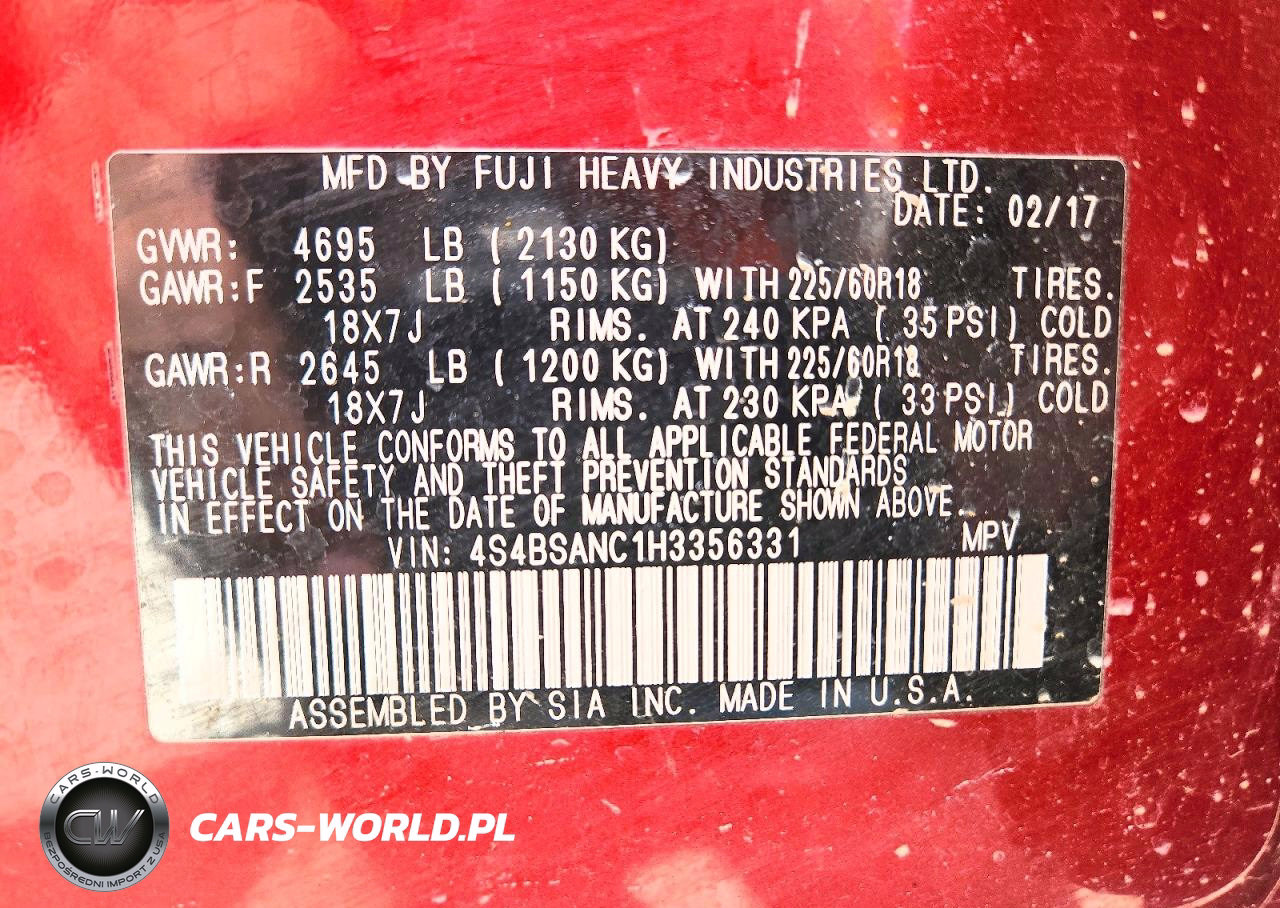 MFD BY FUJI HEAVY INDUSTRIES LTD.
DATE: 02/17
GVWR: 4695 LB ( 2130 KG)
GAWR:F 2535 LB ( 1150 KG) WITH 225/60R18 TIRES.
18X7J RIMS. AT 240 KPA ( 35 PSI) COLD
GAWR:R 2645 LB ( 1200 KG) WITH 225/60R18 TIRES.
18X7J RIMS. AT 230 KPA ( 33 PSI) COLD
THIS VEHICLE CONFORMS TO ALL APPLICABLE FEDERAL MOTOR
VEHICLE SAFETY AND THEFT PREVENTION STANDARDS
IN EFFECT ON THE DATE OF MANUFACTURE SHOWN ABOVE.
VIN: 4S4BSANC1H3356331 MPV
ASSEMBLED BY SIA INC. MADE IN U.S.A.
CARS-WORLD
CW
BEZPOŚREDNI IMPORT Z USA
CARS-WORLD.PL